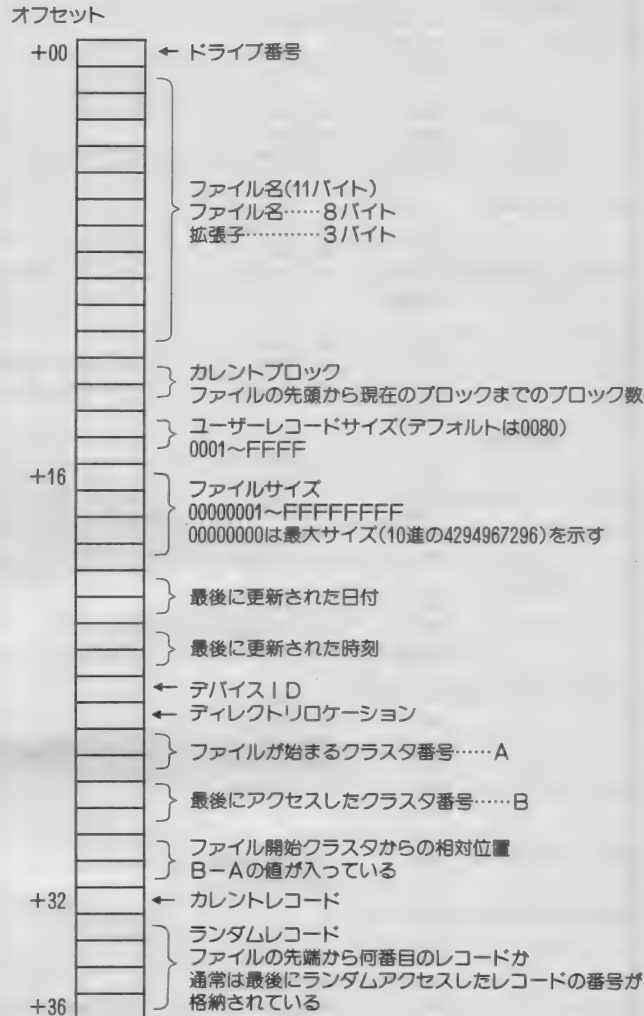 オフセット
+00
← ドライブ番号
ファイル名(11バイト)
ファイル名……8バイト
拡張子…………3バイト
カレントブロック
ファイルの先頭から現在のブロックまでのブロック数
ユーザーレコードサイズ(デフォルトは0080)
0001~FFFF
+16
ファイルサイズ
00000001~FFFFFFFF
00000000は最大サイズ(10進の4294967296)を示す
最後に更新された日付
最後に更新された時刻
← デバイスID
← ディレクトリロケーション
ファイルが始まるクラスタ番号……A
最後にアクセスしたクラスタ番号……B
ファイル開始クラスタからの相対位置
B-Aの値が入っている
+32
← カレントレコード
ランダムレコード
ファイルの先端から何番目のレコードか
通常は最後にランダムアクセスしたレコードの番号が
格納されている
+36